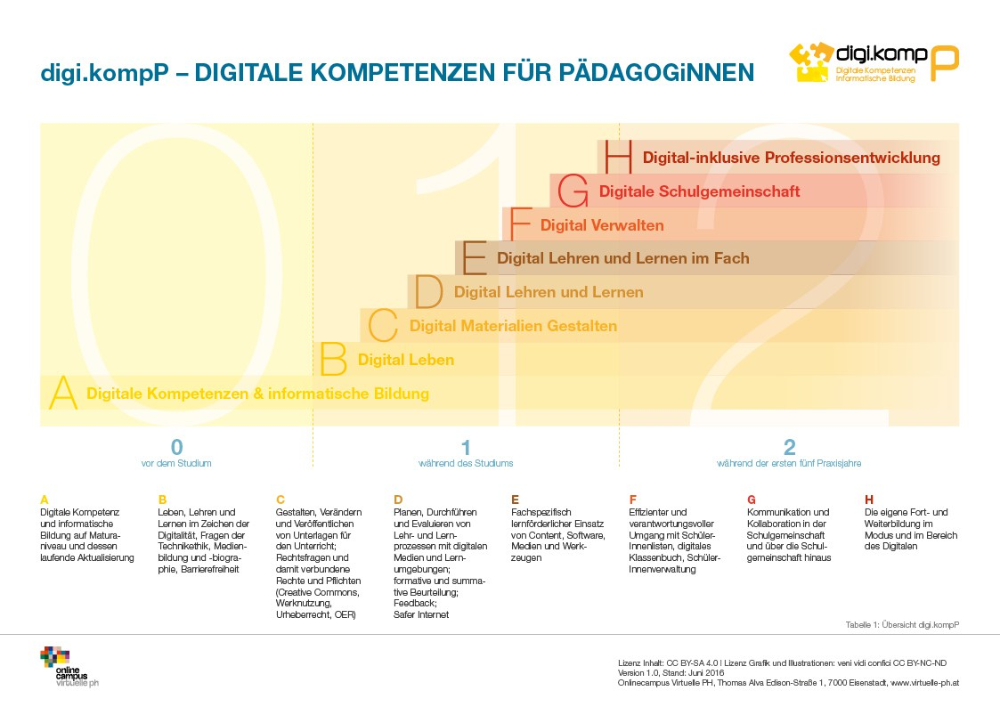 digi.kompP – DIGITALE KOMPETENZEN FÜR PÄDAGOGiNNEN
digi.komp P
Digitale Kompetenzen
Informatische Bildung
0 1 2
H Digital-inklusive Professionsentwicklung
G Digitale Schulgemeinschaft
F Digital Verwalten
E Digital Lehren und Lernen im Fach
D Digital Lehren und Lernen
C Digital Materialien Gestalten
B Digital Leben
A Digitale Kompetenzen & informatische Bildung
0
vor dem Studium
1
während des Studiums
2
während der ersten fünf Praxisjahre
A
Digitale Kompetenz
und informatische
Bildung auf Matura-
niveau und dessen
laufende Aktualisierung
B
Leben, Lehren und
Lernen im Zeichen der
Digitalität, Fragen der
Technikethik, Medien-
bildung und -biogra-
phie, Barrierefreiheit
C
Gestalten, Verändern
und Veröffentlichen
von Unterlagen für
den Unterricht;
Rechtsfragen und
damit verbundene
Rechte und Pflichten
(Creative Commons,
Werknutzung,
Urheberrecht, OER)
D
Planen, Durchführen
und Evaluieren von
Lehr- und Lern-
prozessen mit digitalen
Medien und Lern-
umgebungen;
formative und summa-
tive Beurteilung;
Feedback;
Safer Internet
E
Fachspezifisch
lernförderlicher Einsatz
von Content, Software,
Medien und Werk-
zeugen
F
Effizienter und
verantwortungsvoller
Umgang mit Schüler-
Innenlisten, digitales
Klassenbuch, Schüler-
Innenverwaltung
G
Kommunikation und
Kollaboration in der
Schulgemeinschaft
und über die Schul-
gemeinschaft hinaus
H
Die eigene Fort- und
Weiterbildung im
Modus und im Bereich
des Digitalen
Tabelle 1: Übersicht digi.kompP
online
campus
virtuelle ph
Lizenz Inhalt: CC BY-SA 4.0 I Lizenz Grafik und Illustrationen: veni vidi confici CC BY-NC-ND
Version 1.0, Stand: Juni 2016
Onlinecampus Virtuelle PH, Thomas Alva Edison-Straße 1, 7000 Eisenstadt, www.virtuelle-ph.at